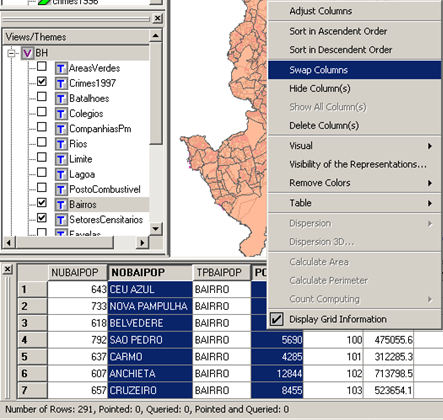 crimes1996
Views/Themes
BH
AreasVerdes
Crimes1997
Batalhoes
Colegios
CompanhiasPm
Rios
Limite
Lagoa
PostoCombustivel
Bairros
SetoresCensitarios
Favelas
Adjust Columns
Sort in Ascendent Order
Sort in Descendent Order
Swap Columns
Hide Column(s)
Show All Column(s)
Delete Column(s)
Visual
Visibility of the Representations...
Remove Colors
Table
Dispersion
Dispersion 3D...
Calculate Area
Calculate Perimeter
Count Computing
Display Grid Information
NUBAIPOP NOBAIPOP TPBAIPOP
1 643 CEU AZUL BAIRRO
2 733 NOVA PAMPULHA BAIRRO
3 618 BELVEDERE BAIRRO
4 792 SAO PEDRO BAIRRO 5690 100 475055.6
5 637 CARMO BAIRRO 4285 101 312285.3
6 607 ANCHIETA BAIRRO 12844 102 713798.5
7 657 CRUZEIRO BAIRRO 8455 103 523654.1
Number of Rows: 291, Pointed: 0, Queried: 0, Pointed and Queried: 0